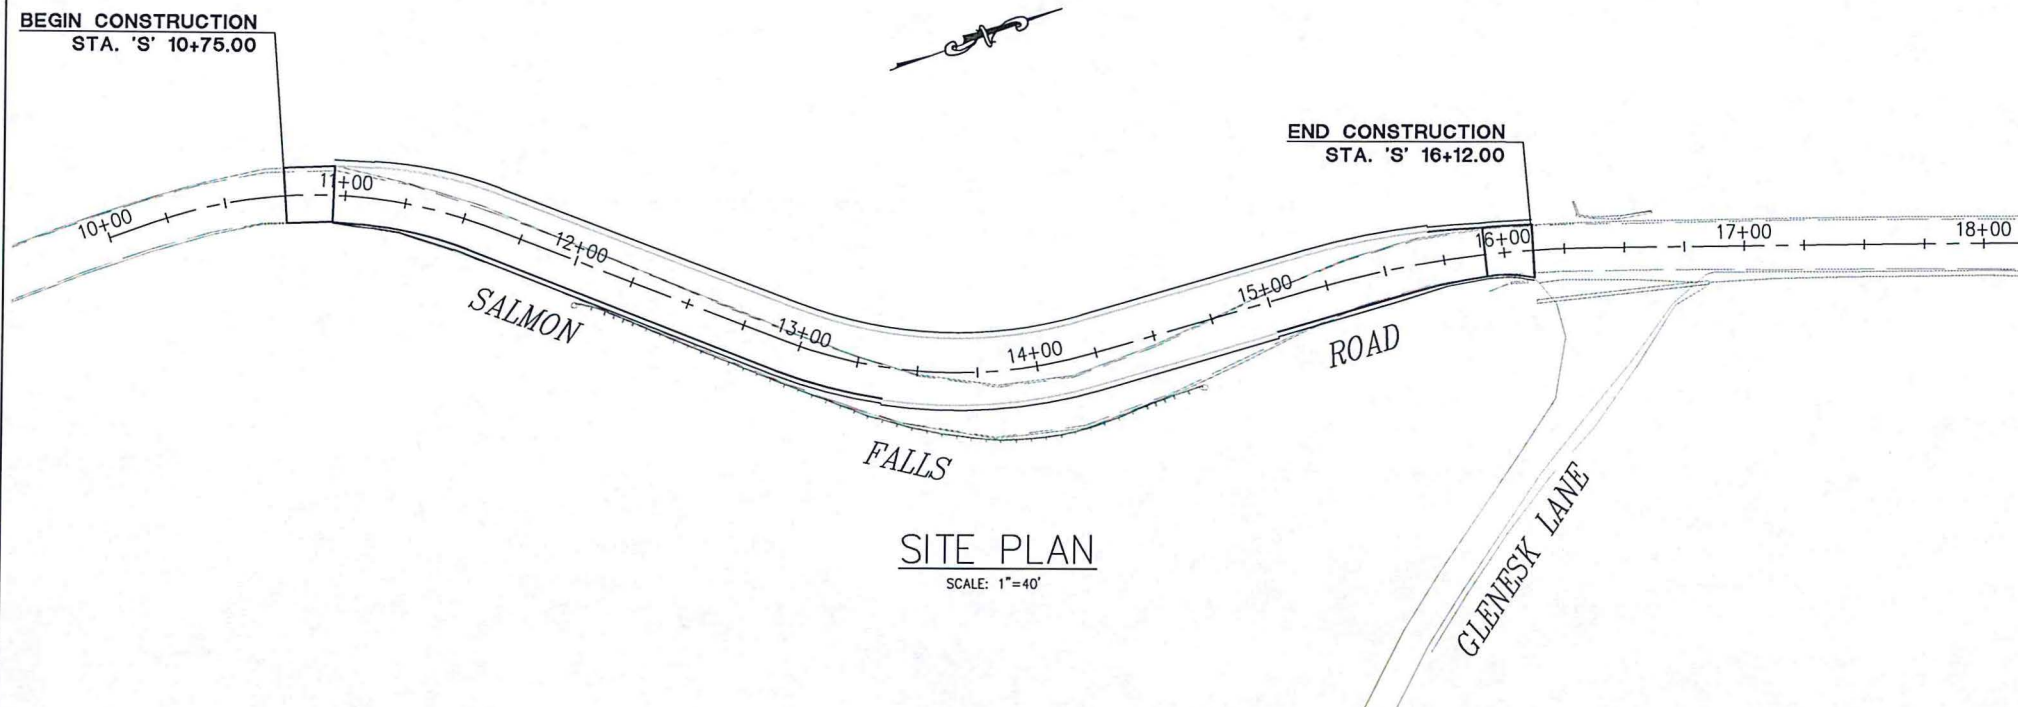 BEGIN CONSTRUCTION
STA. 'S' 10+75.00
END CONSTRUCTION
STA. 'S' 16+12.00
10+00
11+00
12+00
13+00
14+00
15+00
16+00
17+00
18+00
SALMON
FALLS
ROAD
GLENESK LANE
SITE PLAN
SCALE: 1"=40'